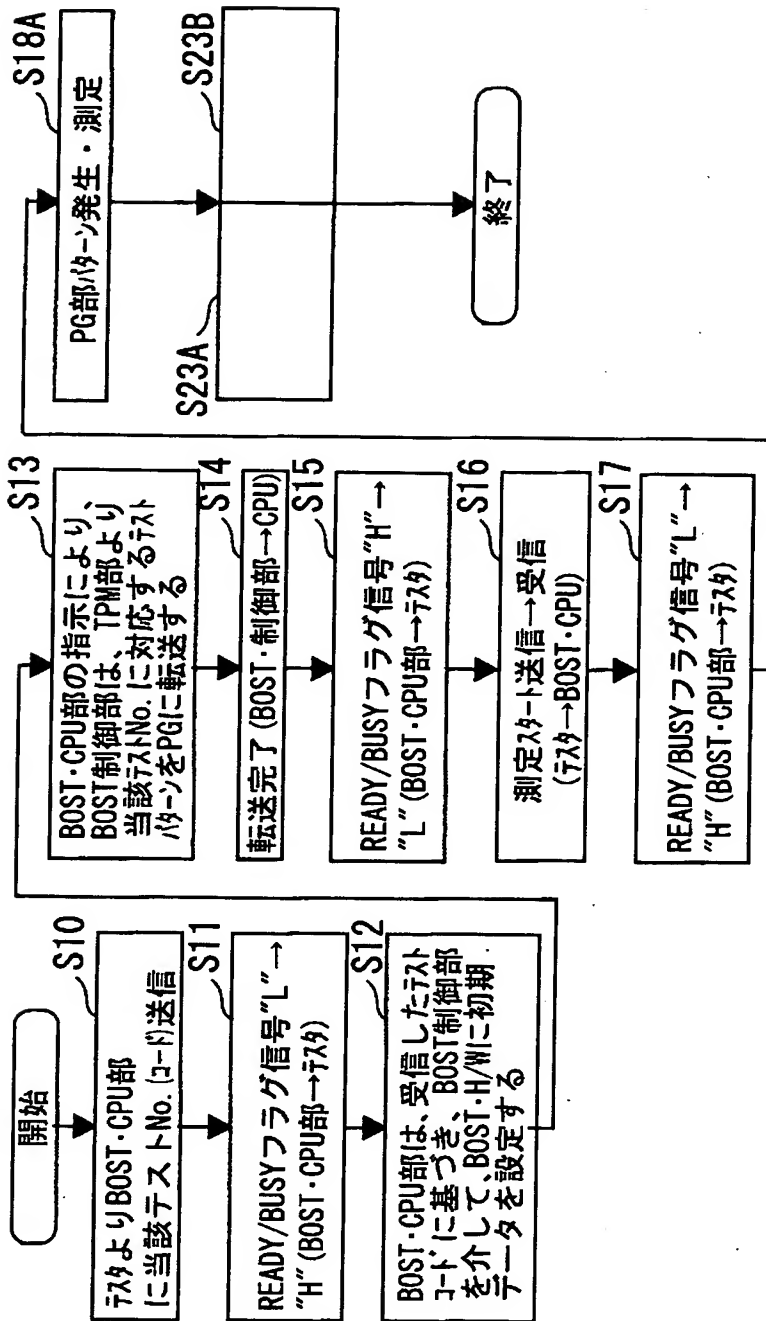 開始
S10
テスタよりBOST・CPU部
に当該テストNo.(コード)送信
S11
READY/BUSYフラグ信号"L"→
"H"(BOST・CPU部→テスタ)
S12
BOST・CPU部は、受信したテスト
コードに基づき、BOST制御部
を介して、BOST・H/Wに初期
データを設定する
S13
BOST・CPU部の指示により、
BOST制御部は、TPM部より、
当該テストNo.に対応するテスト
パターンをPGに転送する
S14
転送完了(BOST・制御部→CPU)
S15
READY/BUSYフラグ信号"H"→
"L"(BOST・CPU部→テスタ)
S16
測定スタート送信→受信
(テスタ→BOST・CPU)
S17
READY/BUSYフラグ信号"L"→
"H"(BOST・CPU部→テスタ)
S18A
PG部パターン発生・測定
S23A
S23B
終了